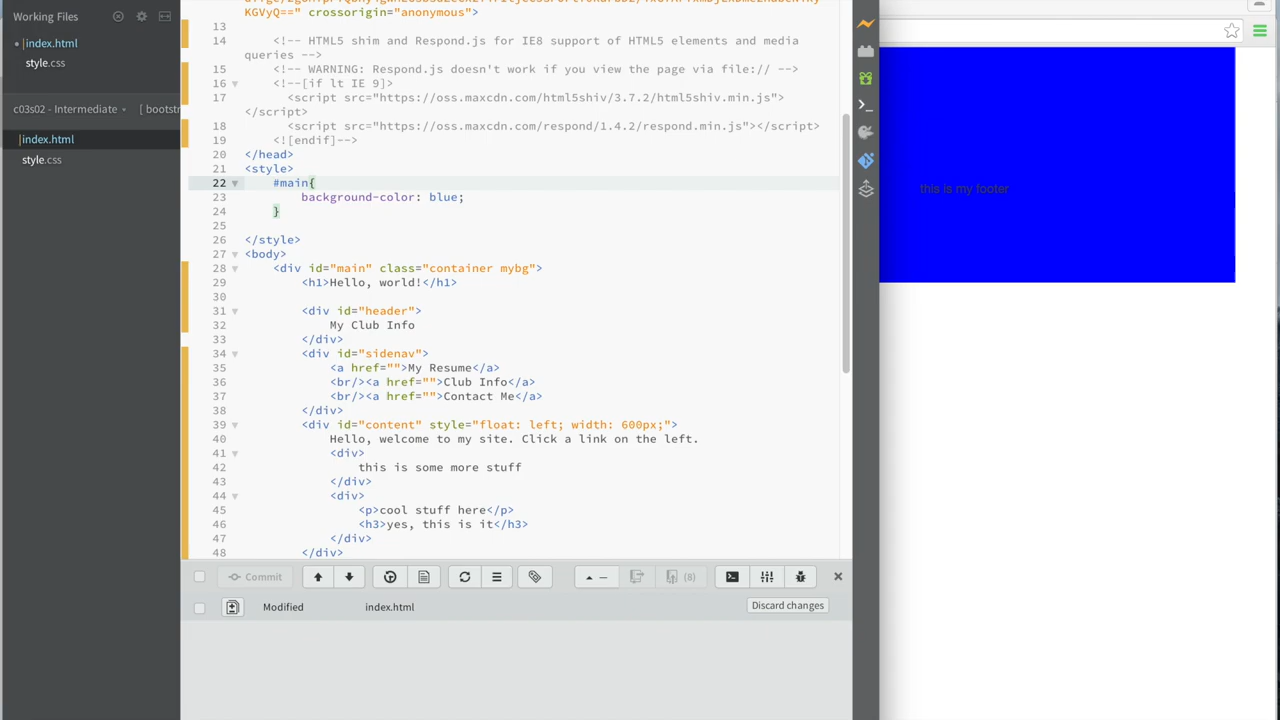 Working Files
index.html
style.css
c03s02 - Intermediate
[ bootstr
index.html
style.css
KGVyQ==" crossorigin="anonymous">
13
14 <!-- HTML5 shim and Respond.js for IE8 support of HTML5 elements and media
queries -->
15 <!-- WARNING: Respond.js doesn't work if you view the page via file:// -->
16 <!--[if lt IE 9]>
17 <script src="https://oss.maxcdn.com/html5shiv/3.7.2/html5shiv.min.js">
</script>
18 <script src="https://oss.maxcdn.com/respond/1.4.2/respond.min.js"></script>
19 <![endif]-->
20 </head>
21 <style>
22 #main{
23 background-color: blue;
24 }
25
26 </style>
27 <body>
28 <div id="main" class="container mybg">
29 <h1>Hello, world!</h1>
30
31 <div id="header">
32 My Club Info
33 </div>
34 <div id="sidenav">
35 <a href="">My Resume</a>
36 <br/><a href="">Club Info</a>
37 <br/><a href="">Contact Me</a>
38 </div>
39 <div id="content" style="float: left; width: 600px;">
40 Hello, welcome to my site. Click a link on the left.
41 <div>
42 this is some more stuff
43 </div>
44 <div>
45 <p>cool stuff here</p>
46 <h3>yes, this is it</h3>
47 </div>
48 </div>
this is my footer
Commit
(8)
Modified index.html
Discard changes